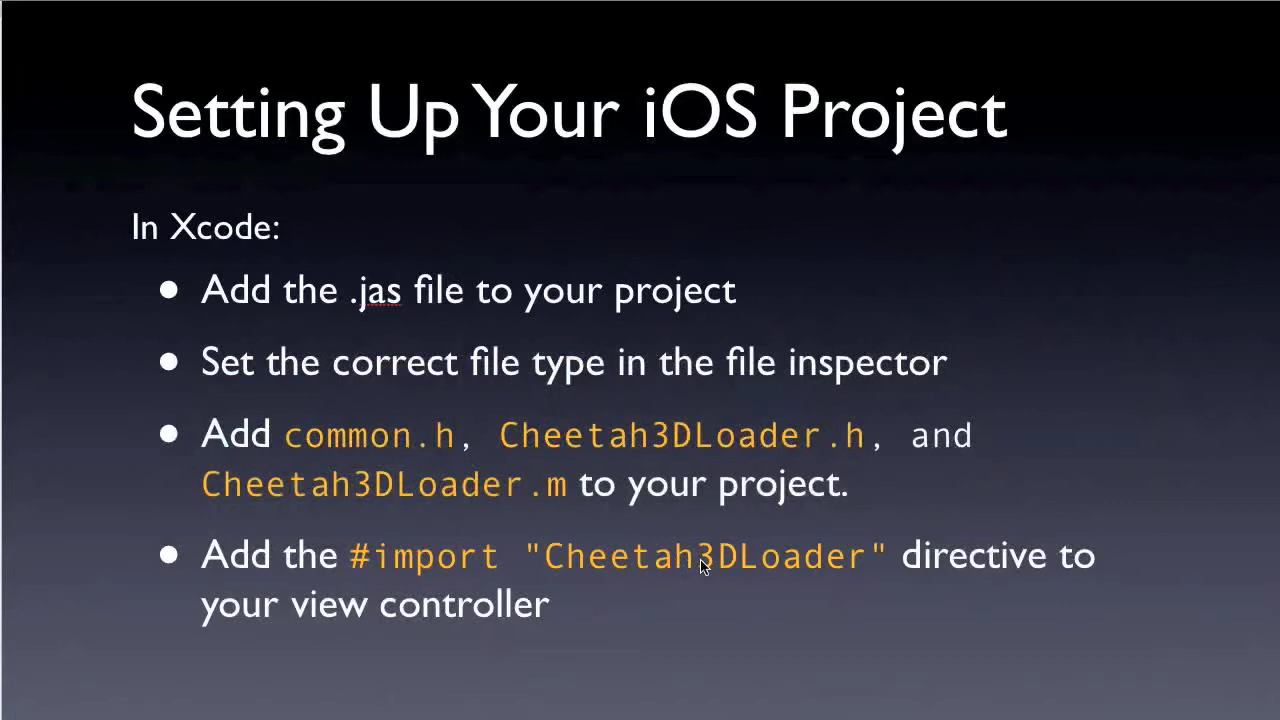 Setting Up Your iOS Project
In Xcode:
• Add the .jas file to your project
• Set the correct file type in the file inspector
• Add common.h, Cheetah3DLoader.h, and
Cheetah3DLoader.m to your project.
• Add the #import "Cheetah3DLoader" directive to
your view controller